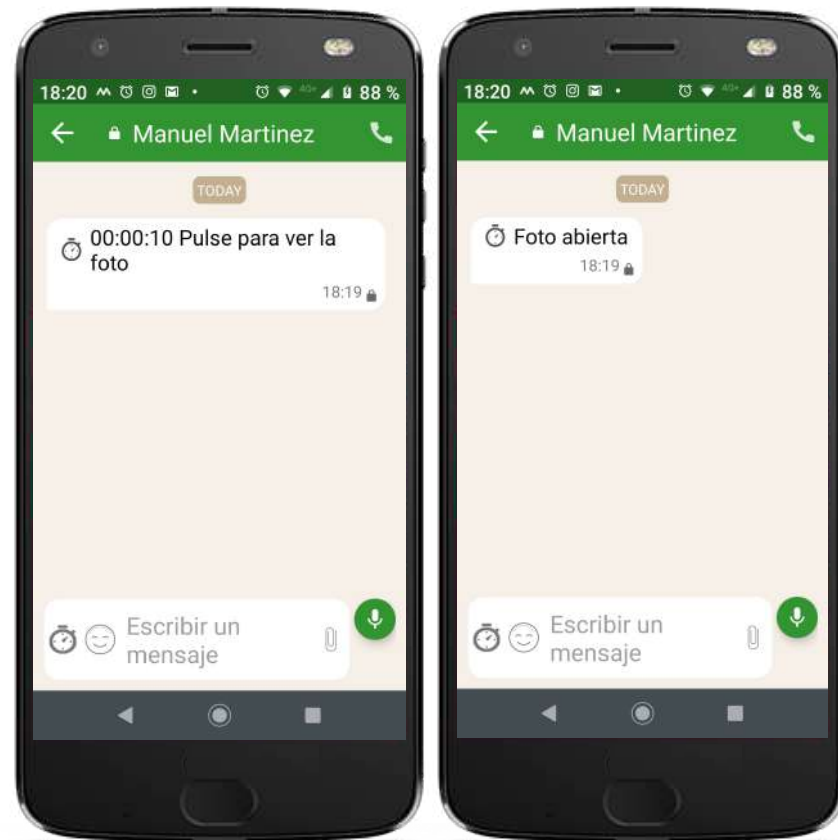 18:20 88 %
Manuel Martinez
TODAY
00:00:10 Pulse para ver la
foto
18:19
Escribir un
mensaje
18:20 88 %
Manuel Martinez
TODAY
Foto abierta
18:19
Escribir un
mensaje